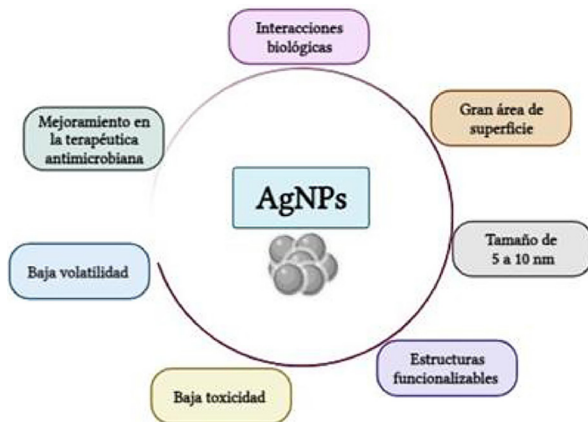 Interacciones
biológicas
Gran área de
superficie
Tamaño de
5 a 10 nm
Estructuras
funcionalizables
Baja toxicidad
Baja volatilidad
Mejoramiento en
la terapéutica
antimicrobiana
AgNPs